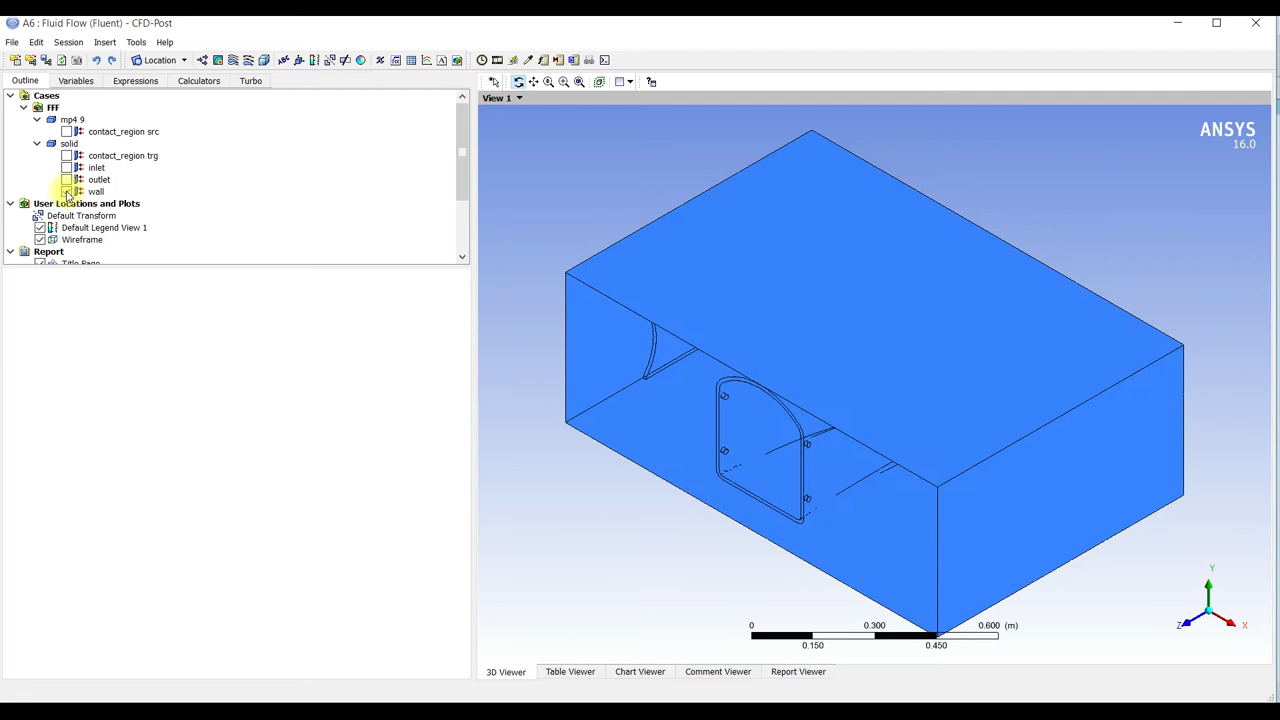 A6 : Fluid Flow (Fluent) - CFD-Post
File Edit Session Insert Tools Help
Location
Outline Variables Expressions Calculators Turbo
Cases
FFF
mp4 9
contact_region src
solid
contact_region trg
inlet
outlet
wall
User Locations and Plots
Default Transform
Default Legend View 1
Wireframe
Report
Title Page
View 1
ANSYS
16.0
0 0.300 0.600 (m)
0.150 0.450
Y
Z X
3D Viewer Table Viewer Chart Viewer Comment Viewer Report Viewer